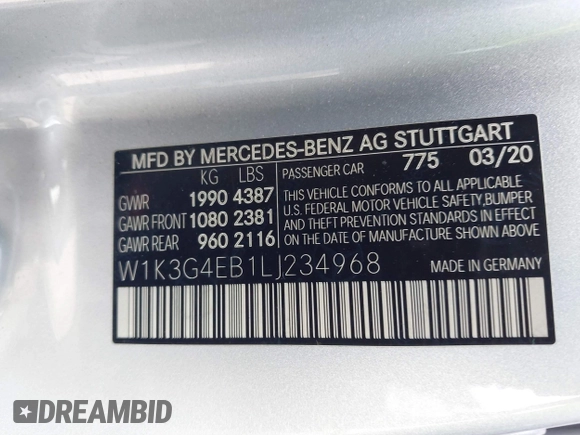 MFD BY MERCEDES-BENZ AG STUTTGART
KG LBS
GVWR 1990 4387
GAWR FRONT 1080 2381
GAWR REAR 960 2116
PASSENGER CAR 775 03/20
THIS VEHICLE CONFORMS TO ALL APPLICABLE
U.S. FEDERAL MOTOR VEHICLE SAFETY,BUMPER
AND THEFT PREVENTION STANDARDS IN EFFECT
ON THE DATE OF MANUFACTURE SHOWN ABOVE
W1K3G4EB1LJ234968
MADE IN GERMANY
DREAMBID